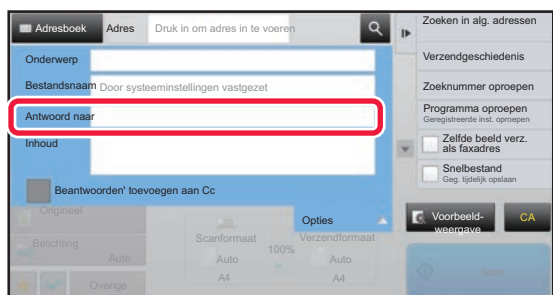 Adresboek
Adres
Druk in om adres in te voeren
Onderwerp
Bestandsnaam
Door systeeminstellingen vastgezet
Antwoord naar
Inhoud
Beantwoorden' toevoegen aan Cc
Opties
Origineel
Belichting
Auto
Overige
Scanformaat
Auto
A4
100%
Verzendformaat
Auto
A4
Zoeken in alg. adressen
Verzendgeschiedenis
Zoeknummer oproepen
Programma oproepen
Geregistreerde inst. oproepen
Zelfde beeld verz.
als faxadres
Snelbestand
Geg. tijdelijk opslaan
Voorbeeld-
weergave
CA
Start